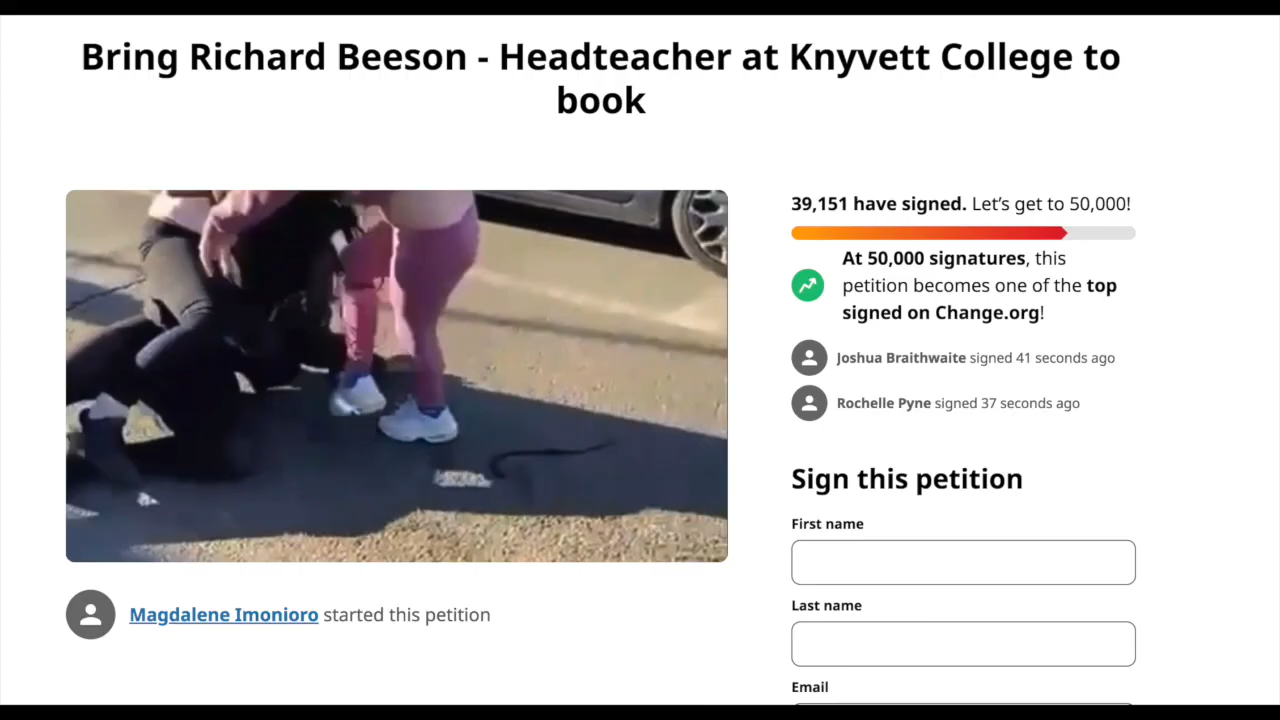 Bring Richard Beeson - Headteacher at Knyvett College to
book
39,151 have signed. Let’s get to 50,000!
At 50,000 signatures, this
petition becomes one of the top
signed on Change.org!
Joshua Braithwaite signed 41 seconds ago
Rochelle Pyne signed 37 seconds ago
Magdalene Imonioro started this petition
Sign this petition
First name
Last name
Email